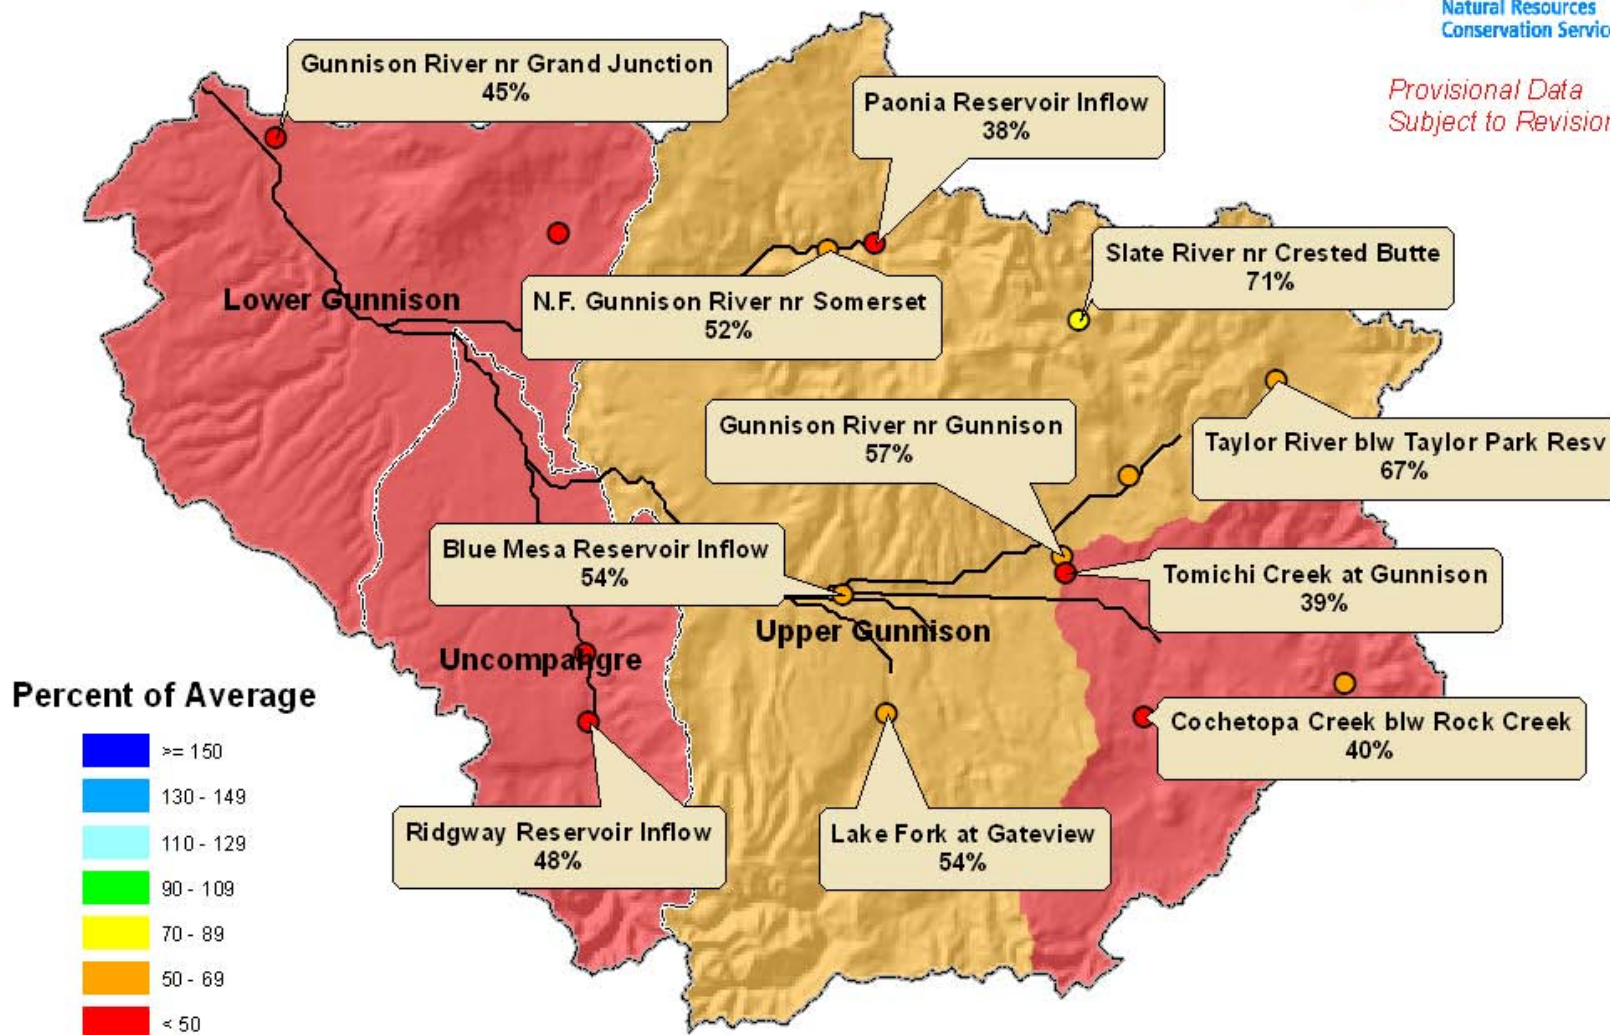 Natural Resources
Conservation Service
Provisional Data
Subject to Revision
Gunnison River nr Grand Junction
45%
Paonia Reservoir Inflow
38%
Slate River nr Crested Butte
71%
Lower Gunnison
N.F. Gunnison River nr Somerset
52%
Gunnison River nr Gunnison
57%
Taylor River blw Taylor Park Resv
67%
Blue Mesa Reservoir Inflow
54%
Tomichi Creek at Gunnison
39%
Upper Gunnison
Uncompahgre
Cochetopa Creek blw Rock Creek
40%
Ridgway Reservoir Inflow
48%
Lake Fork at Gateview
54%
Percent of Average
>= 150
130 - 149
110 - 129
90 - 109
70 - 89
50 - 69
< 50